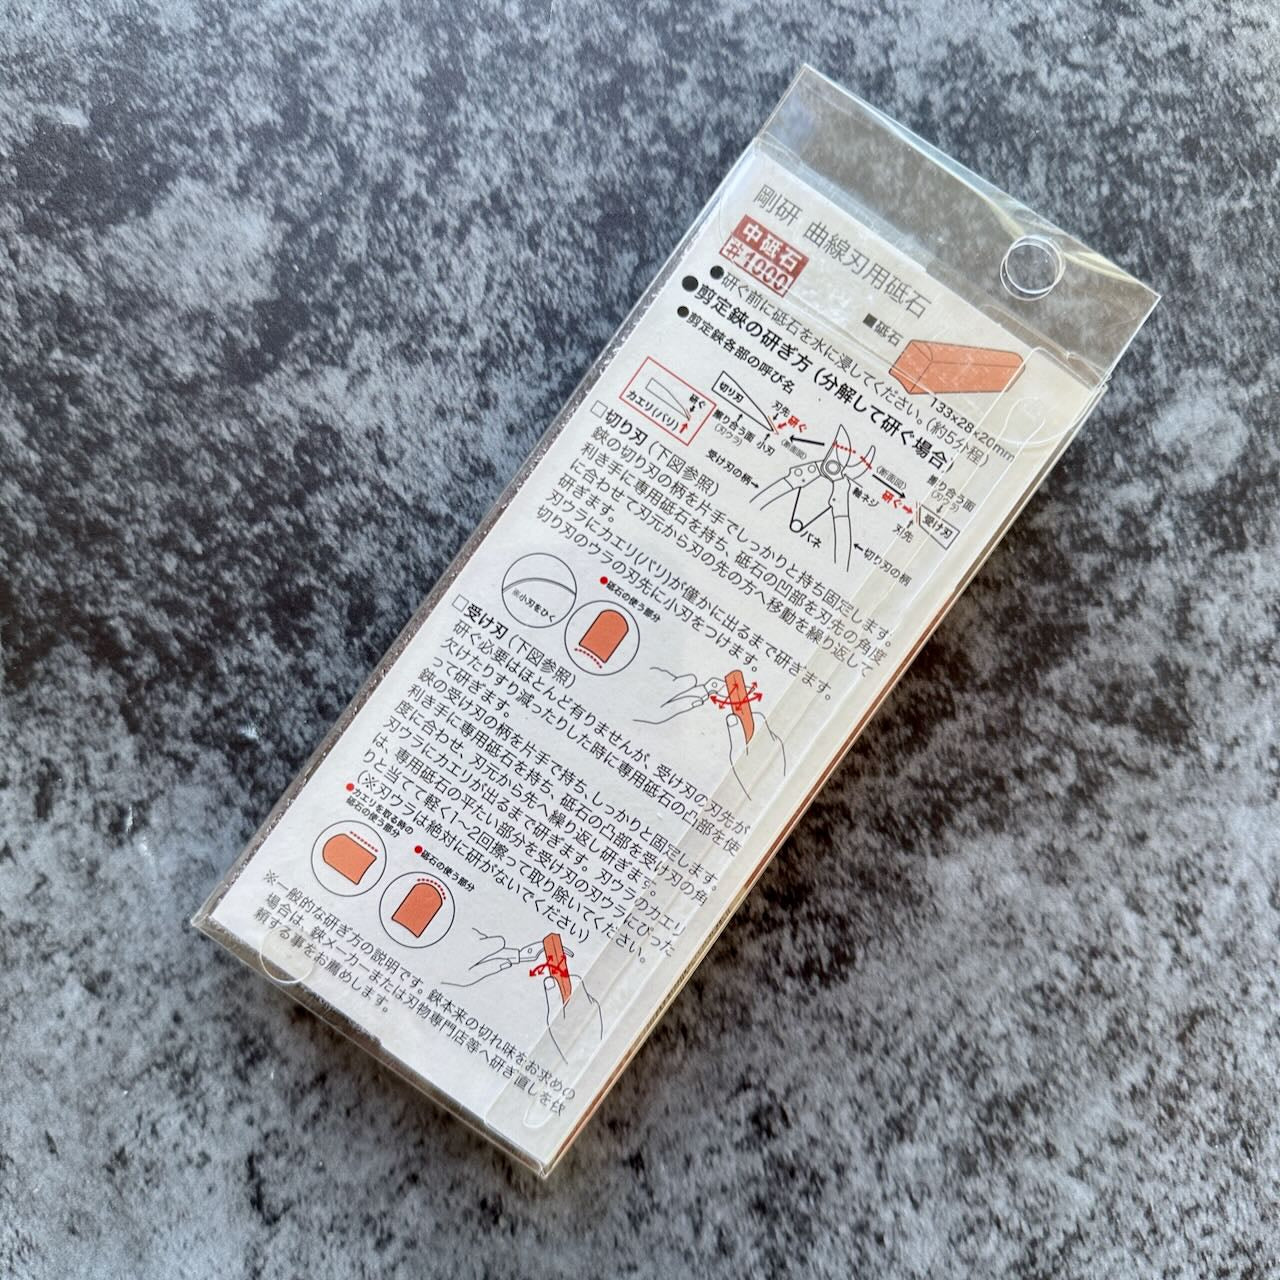 剛研 曲線刃用砥石
中砥石
#1000
■砥石
133×28×20mm
●研ぐ前に砥石を水に浸してください。(約5分程)
●剪定鋏の研ぎ方(分解して研ぐ場合)
●剪定鋏各部の呼び名
研ぐ
カエリ(バリ)
切り刃
擦り合う面
(刃ウラ)
小刃
刃先
研ぐ
(断面図)
受け刃の柄
バネ
軸ネジ
(断面図)
研ぐ
刃先
擦り合う面
(刃ウラ)
受け刃
切り刃の柄
□切り刃(下図参照)
鋏の切り刃の柄を片手でしっかりと持ち固定します。
利き手に専用砥石を持ち、砥石の凹部を刃先の角度
に合わせて刃元から刃の先の方へ移動を繰り返して
研ぎます。
刃ウラにカエリ(バリ)が僅かに出るまで研ぎます。
切り刃のウラの刃先に小刃をつけます。
※小刃をひく
●砥石の使う部分
□受け刃(下図参照)
研ぐ必要はほとんど有りませんが、受け刃の刃先が
欠けたりすり減ったりした時に専用砥石の凸部を使
って研ぎます。
鋏の受け刃の柄を片手で持ち、しっかりと固定します。
利き手に専用砥石を持ち、砥石の凸部を受け刃の角
度に合わせ、刃元から先へ繰り返し研ぎます。
刃ウラにカエリが出るまで研ぎます。刃ウラのカエリ
は、専用砥石の平たい部分を受け刃の刃ウラにぴった
りと当てて軽く1~2回擦って取り除いてください。
(※刃ウラは絶対に研がないでください)
●カエリを取る時の
砥石の使う部分
●砥石の使う部分
※一般的な研ぎ方の説明です。鋏本来の切れ味をお求めの
場合は、鋏メーカーまたは刃物専門店等へ研ぎ直しを依
頼する事をお薦めします。